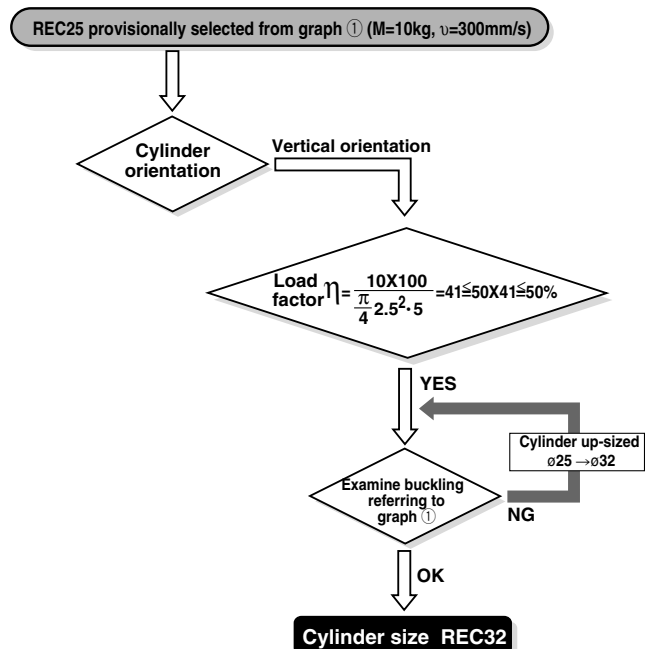 REC25 provisionally selected from graph ① (M=10kg, υ=300mm/s)
Cylinder
orientation
Vertical orientation
Load
factor η= 10X100 / π/4 2.5²·5 =41≦50X41≦50%
YES
Cylinder up-sized
ø25→ø32
Examine buckling
referring to
graph ①
NG
OK
Cylinder size REC32